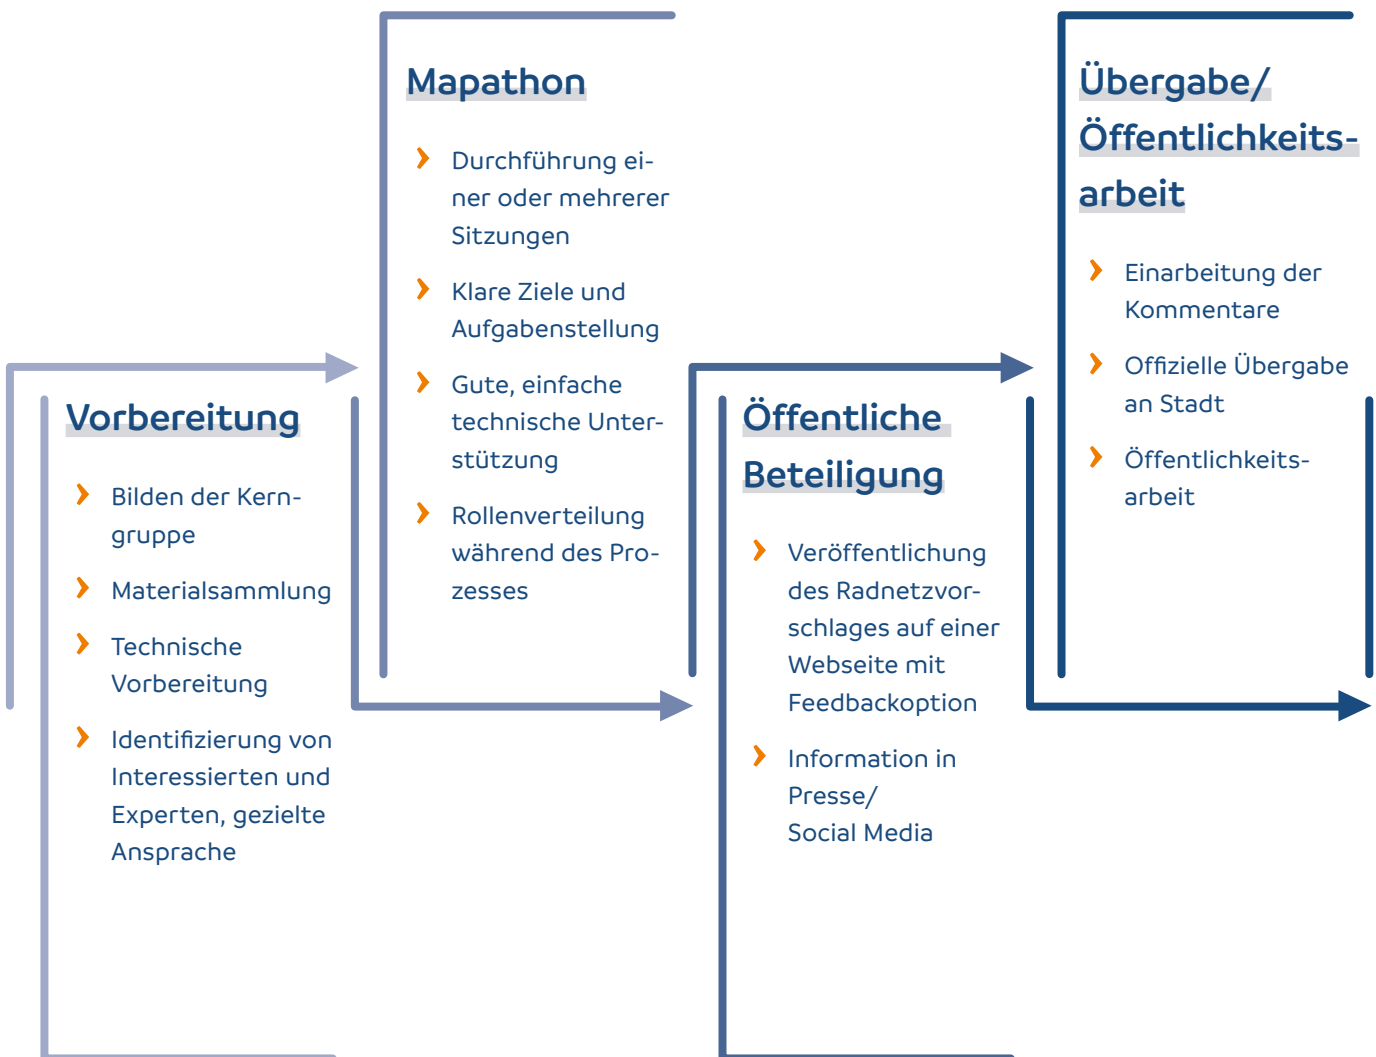 Vorbereitung
Bilden der Kern-
gruppe
Materialsammlung
Technische
Vorbereitung
Identifizierung von
Interessierten und
Experten, gezielte
Ansprache
Mapathon
Durchführung ei-
ner oder mehrerer
Sitzungen
Klare Ziele und
Aufgabenstellung
Gute, einfache
technische Unter-
stützung
Rollenverteilung
während des Pro-
zesses
Öffentliche
Beteiligung
Veröffentlichung
des Radnetzvor-
schlages auf einer
Webseite mit
Feedbackoption
Information in
Presse/
Social Media
Übergabe/
Öffentlichkeits-
arbeit
Einarbeitung der
Kommentare
Offizielle Übergabe
an Stadt
Öffentlichkeits-
arbeit